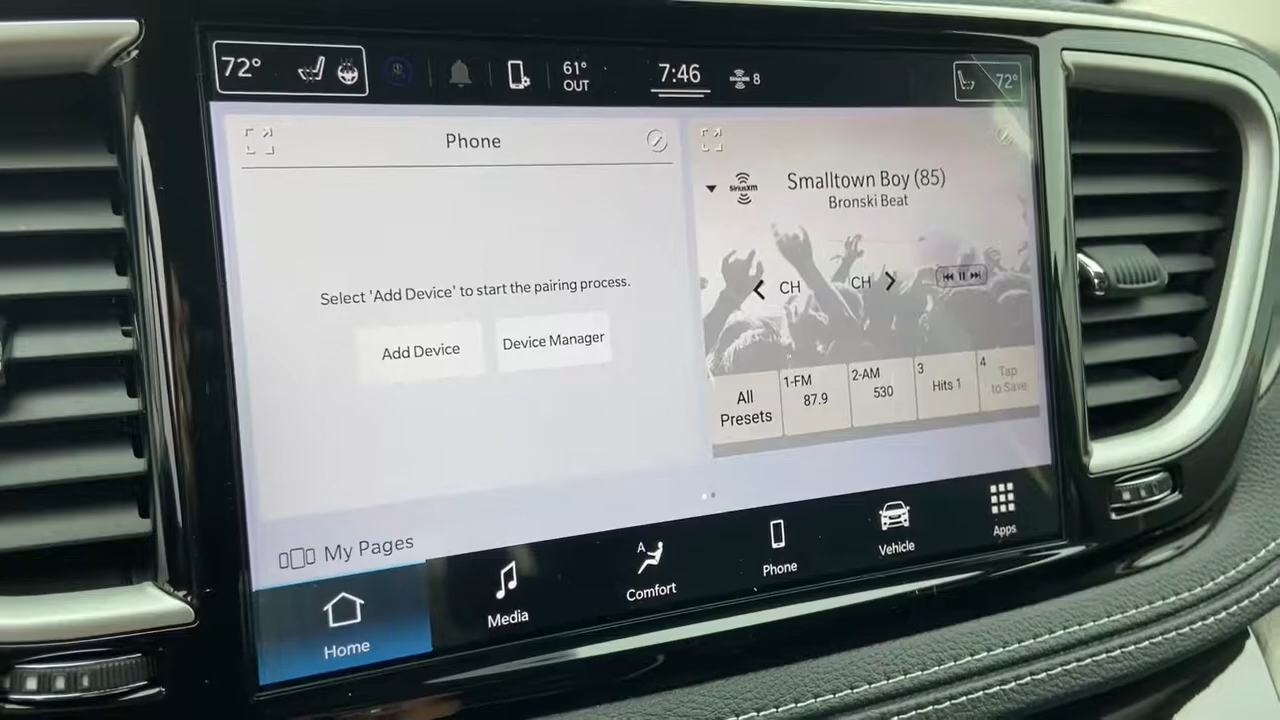 72°
61°
OUT
7:46
8
72°
Phone
Select 'Add Device' to start the pairing process.
Add Device
Device Manager
SiriusXM
Smalltown Boy (85)
Bronski Beat
CH
CH
All
Presets
1-FM
87.9
2-AM
530
3
Hits 1
4
Tap
to Save
My Pages
Home
Media
A
Comfort
Phone
Vehicle
Apps